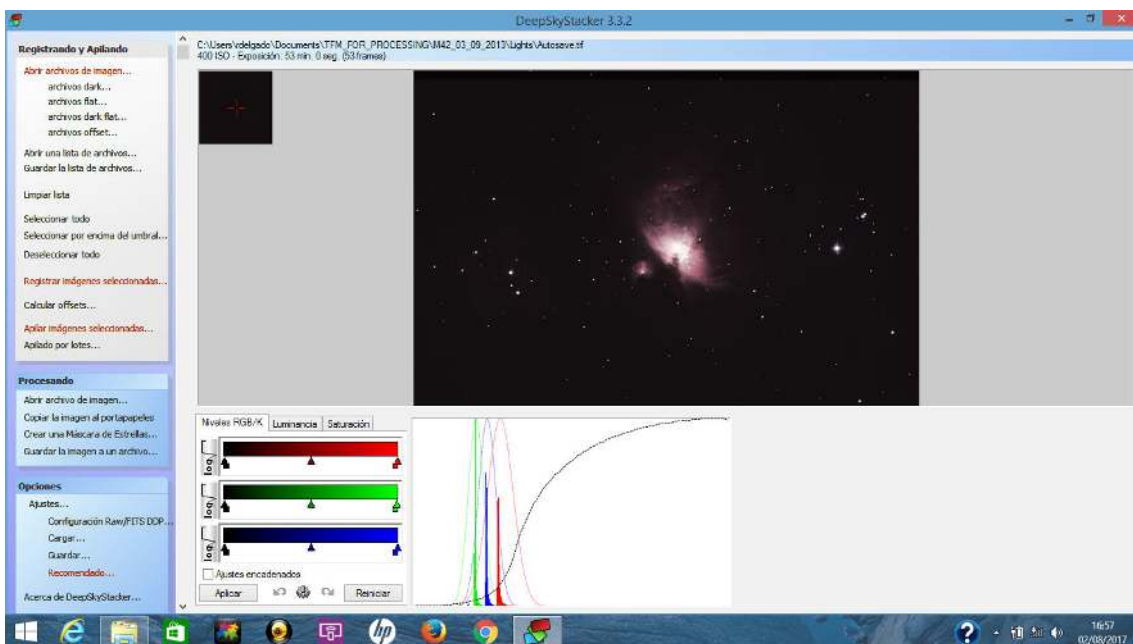 DeepSkyStacker 3.3.2
Registrando y Apilando
Abrir archivos de imagen...
archivos dark...
archivos flat...
archivos dark flat...
archivos offset...
Abrir una lista de archivos...
Guardar la lista de archivos...
Limpiar lista
Seleccionar todo
Seleccionar por encima del umbral...
Deseleccionar todo
Registrar imágenes seleccionadas...
Calcular offsets...
Apilar imágenes seleccionadas...
Apilado por lotes...
Procesando
Abrir archivo de imagen...
Copiar la imagen al portapapeles
Crear una Máscara de Estrellas...
Guardar la imagen a un archivo...
Opciones
Ajustes...
Configuración Raw/FITS DDP...
Cargar...
Guardar...
Recomendado...
Acerca de DeepSkyStacker...
C:\Users\rdelgado\Documents\TFM_FOR_PROCESSING\M42_03_09_2013\Lights\Autosave.tif
400 ISO - Exposición: 53 min. 0 seg. (53 frames)
Niveles RGB/K Luminancia Saturación
log
log
log
Ajustes encadenados
Aplicar Reiniciar
hp
16:57
02/08/2017